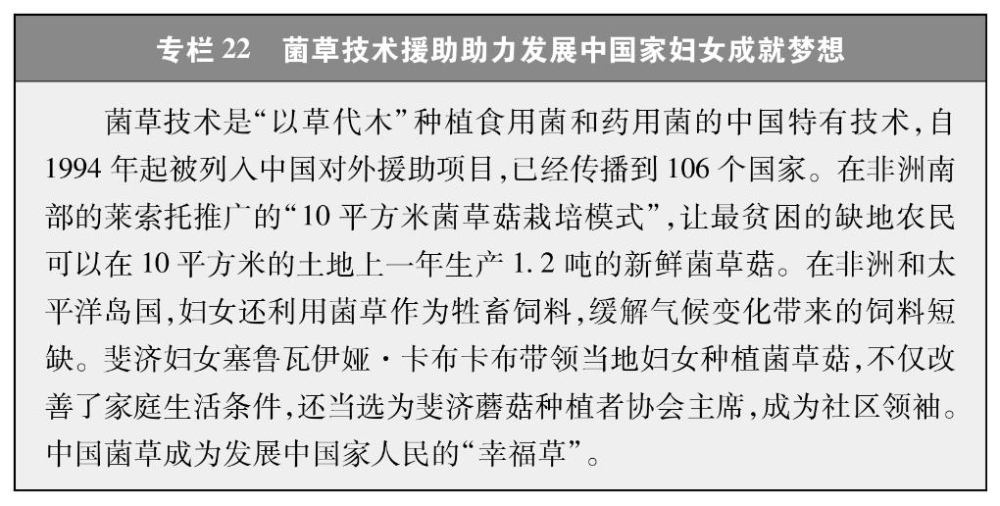 专栏 22 菌草技术援助助力发展中国家妇女成就梦想
菌草技术是“以草代木”种植食用菌和药用菌的中国特有技术,自
1994 年起被列入中国对外援助项目,已经传播到 106 个国家。在非洲南
部的莱索托推广的“10 平方米菌草菇栽培模式”,让最贫困的缺地农民
可以在 10 平方米的土地上一年生产 1. 2 吨的新鲜菌草菇。在非洲和太
平洋岛国,妇女还利用菌草作为牲畜饲料,缓解气候变化带来的饲料短
缺。斐济妇女塞鲁瓦伊娅·卡布卡布带领当地妇女种植菌草菇,不仅改
善了家庭生活条件,还当选为斐济蘑菇种植者协会主席,成为社区领袖。
中国菌草成为发展中国家人民的“幸福草”。